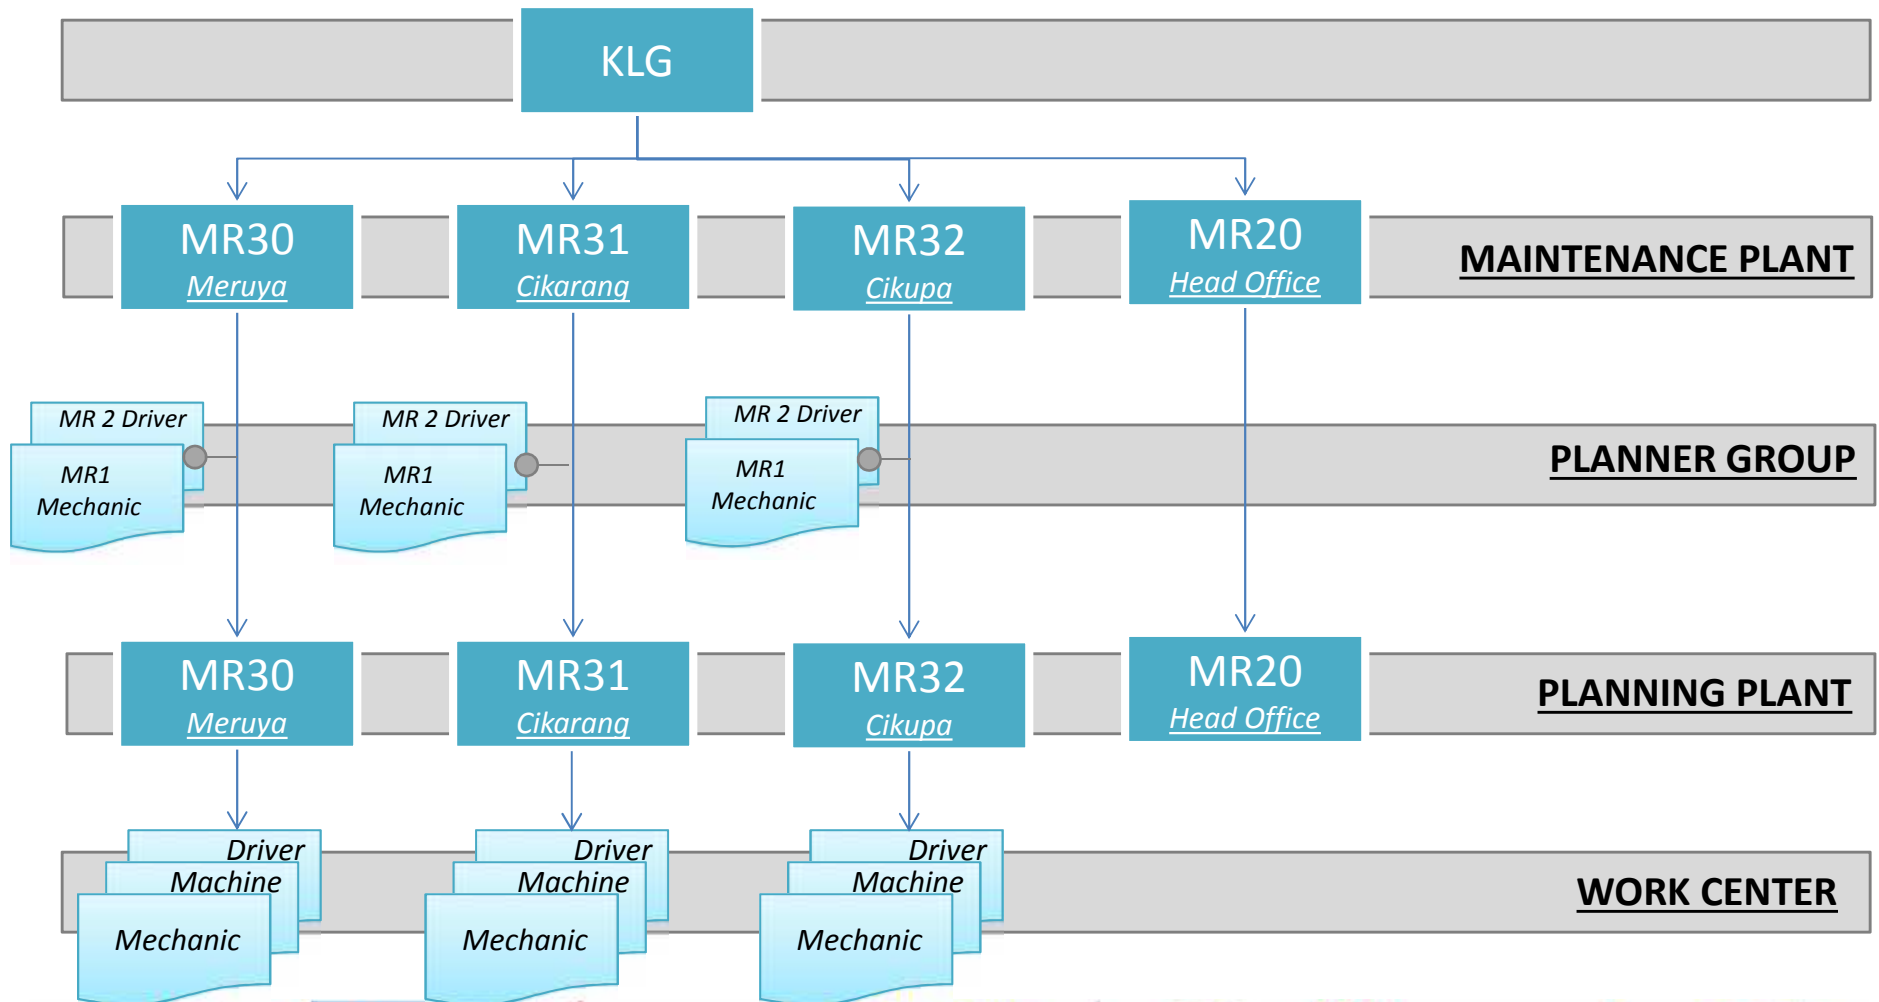 KLG
MR30
Meruya
MR31
Cikarang
MR32
Cikupa
MR20
Head Office
MAINTENANCE PLANT
MR 2 Driver
MR1
Mechanic
MR 2 Driver
MR1
Mechanic
MR 2 Driver
MR1
Mechanic
PLANNER GROUP
MR30
Meruya
MR31
Cikarang
MR32
Cikupa
MR20
Head Office
PLANNING PLANT
Driver
Machine
Mechanic
Driver
Machine
Mechanic
Driver
Machine
Mechanic
WORK CENTER